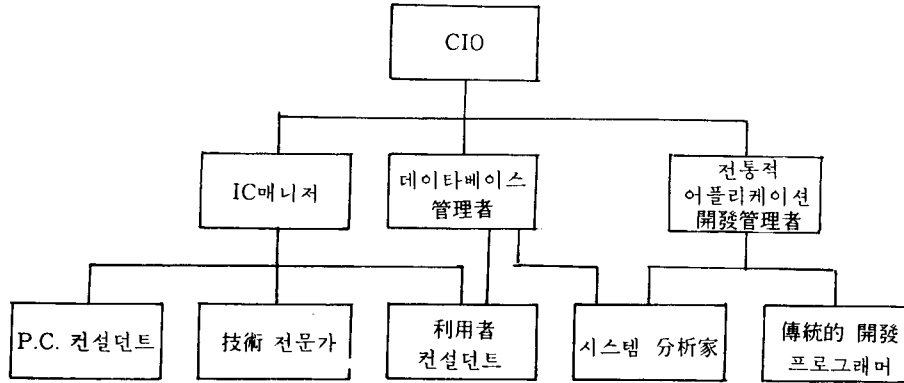 CIO
IC매니저
데이타베이스
管理者
전통적
어플리케이션
開發管理者
P.C. 컨설던트
技術 전문가
利用者
컨설던트
시스템 分析家
傳統的 開發
프로그래머